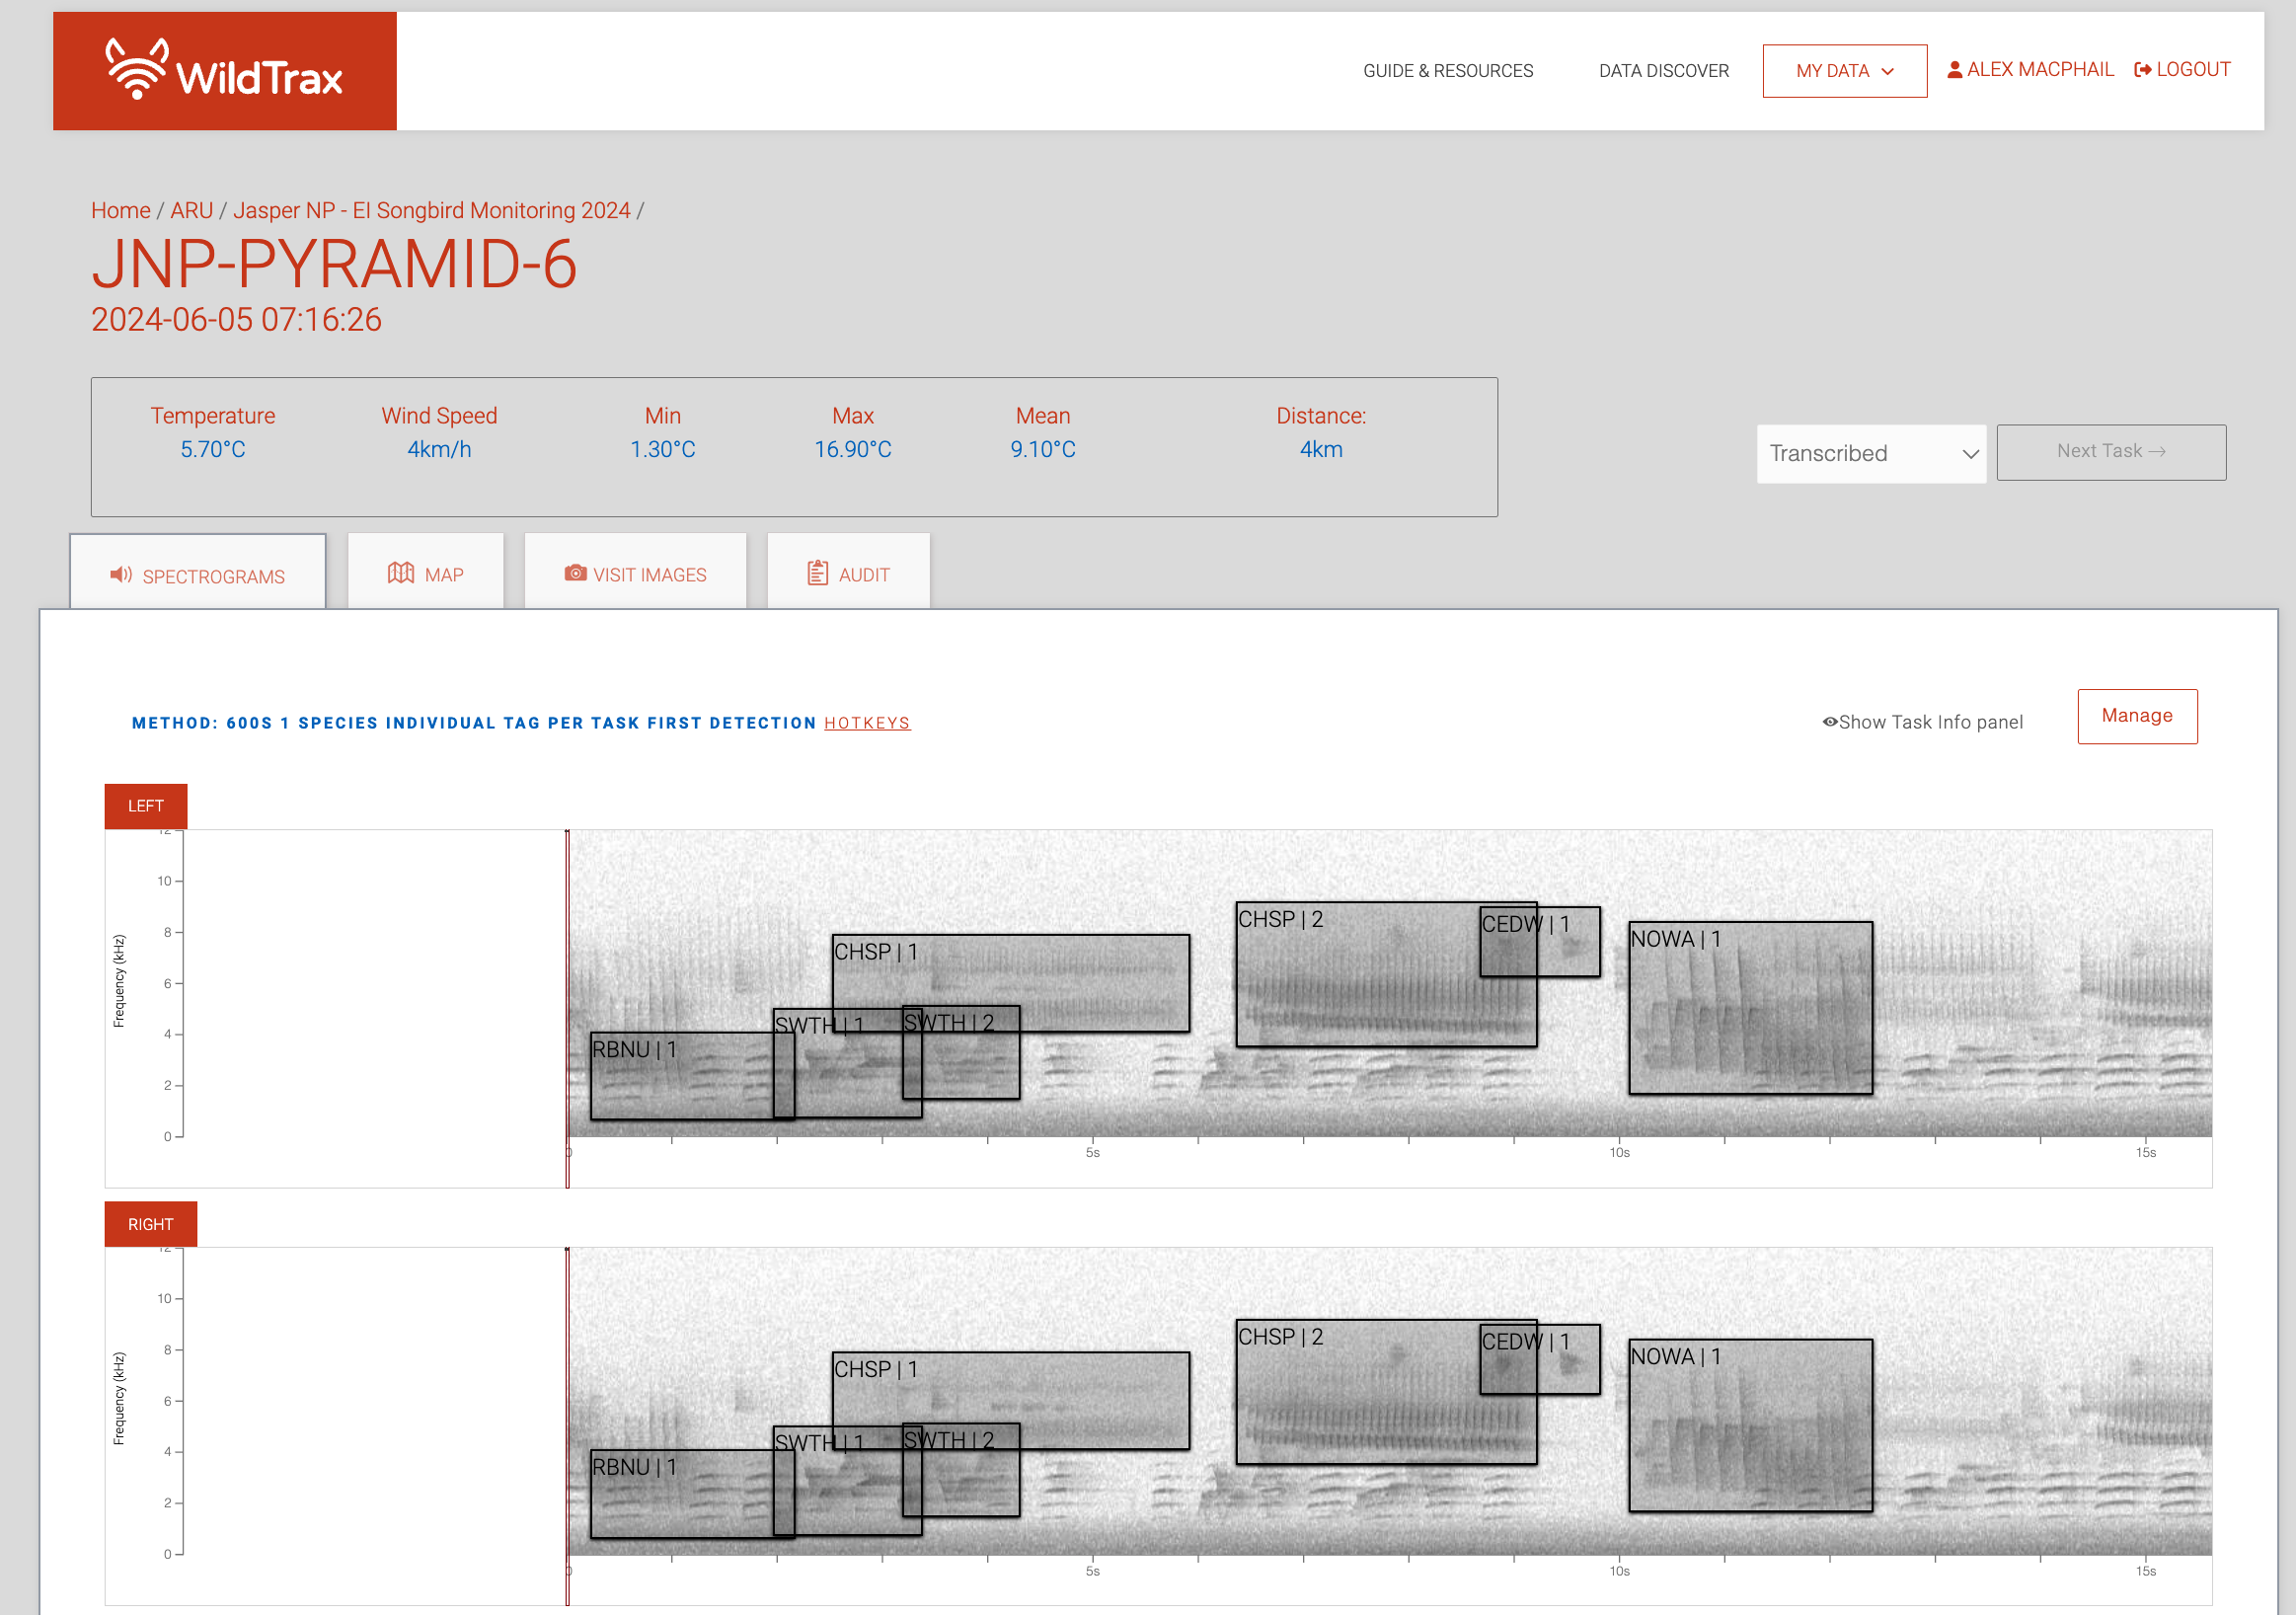 WildTrax
GUIDE & RESOURCES DATA DISCOVER MY DATA ALEX MACPHAIL LOGOUT
Home / ARU / Jasper NP - EI Songbird Monitoring 2024 /
JNP-PYRAMID-6
2024-06-05 07:16:26
Temperature Wind Speed Min Max Mean Distance:
5.70°C 4km/h 1.30°C 16.90°C 9.10°C 4km
Transcribed Next Task →
SPECTROGRAMS MAP VISIT IMAGES AUDIT
METHOD: 600S 1 SPECIES INDIVIDUAL TAG PER TASK FIRST DETECTION HOTKEYS
Show Task Info panel Manage
LEFT
12
10
8
6
4
2
0
Frequency (kHz)
RBNU | 1
SWTH | 1
CHSP | 1
SWTH | 2
CHSP | 2
CEDW | 1
NOWA | 1
0 5s 10s 15s
RIGHT
12
10
8
6
4
2
0
Frequency (kHz)
RBNU | 1
SWTH | 1
CHSP | 1
SWTH | 2
CHSP | 2
CEDW | 1
NOWA | 1
0 5s 10s 15s